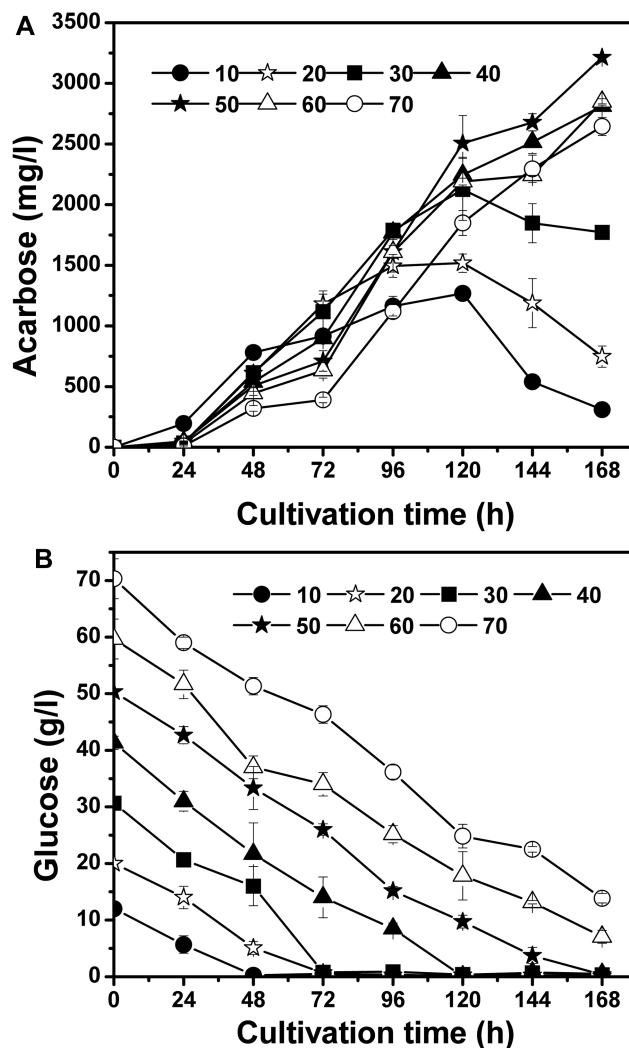 A
3500
3000
2500
2000
1500
1000
500
0
Acarbose (mg/l)
10 20 30 40
50 60 70
0 24 48 72 96 120 144 168
Cultivation time (h)
B
70
60
50
40
30
20
10
0
Glucose (g/l)
10 20 30 40
50 60 70
0 24 48 72 96 120 144 168
Cultivation time (h)